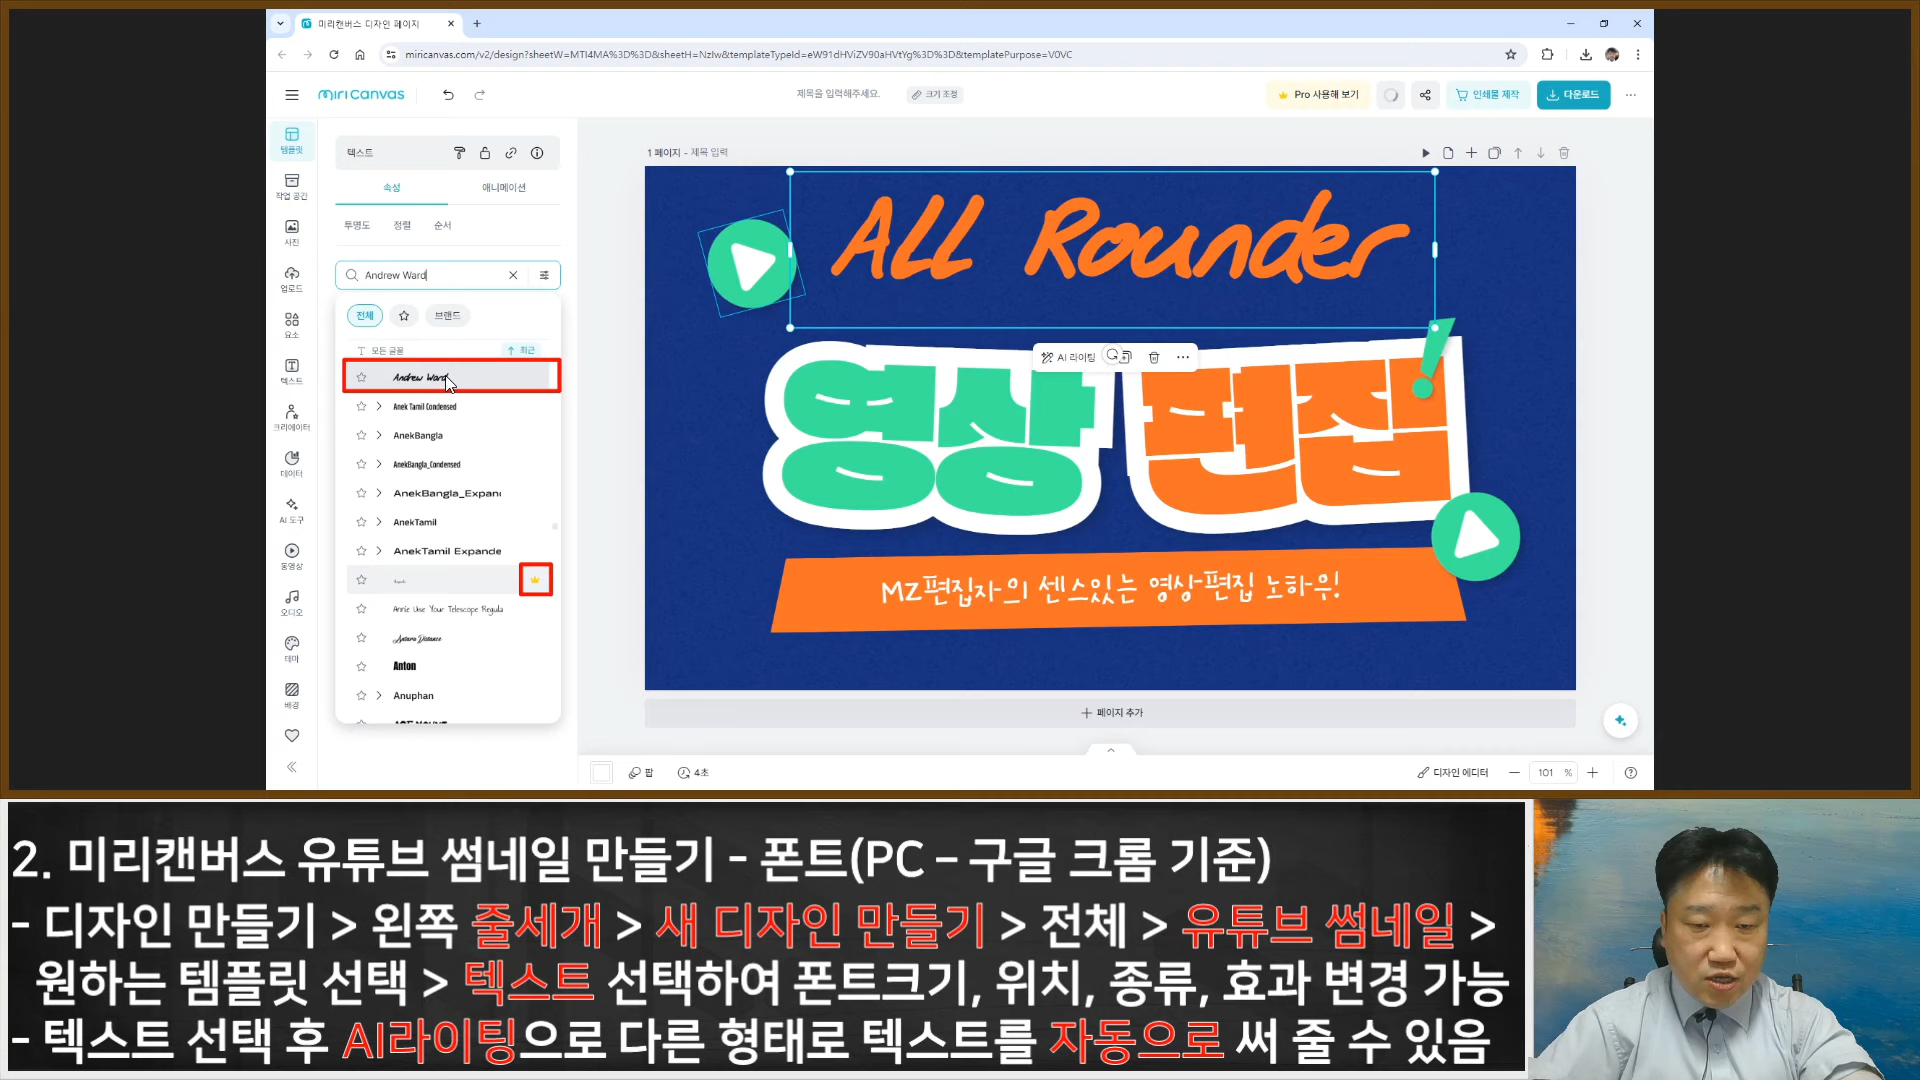 미리캔버스 디자인 페이지
miricanvas.com/v2/design?sheetW=MTI4MA%3D%3D&sheetH=NzIw&templateTypeId=eW91dHViZV90aHVtYg%3D%3D&templatePurpose=V0VC
miriCanvas
제목을 입력해주세요.
크기 조정
Pro 사용해 보기
인쇄물 제작
다운로드
템플릿
작업 공간
사진
업로드
요소
텍스트
크리에이터
데이터
AI 도구
동영상
오디오
테마
배경
텍스트
속성
애니메이션
투명도
정렬
순서
Andrew Ward
전체
브랜드
모든 글꼴
최근
Andrew Ward
Anek Tamil Condensed
AnekBangla
AnekBangla_Condensed
AnekBangla_Expan
AnekTamil
AnekTamil Expande
Annie Use Your Telescope Regula
Antaro Distance
Anton
Anuphan
1 페이지 - 제목 입력
ALL Rounder
AI 라이팅
영상 편집!
MZ편집자의 센스있는 영상편집 노하우!
페이지 추가
팝
4초
디자인 에디터
101 %
2. 미리캔버스 유튜브 썸네일 만들기 - 폰트(PC – 구글 크롬 기준)
- 디자인 만들기 > 왼쪽 줄세개 > 새 디자인 만들기 > 전체 > 유튜브 썸네일 >
원하는 템플릿 선택 > 텍스트 선택하여 폰트크기, 위치, 종류, 효과 변경 가능
- 텍스트 선택 후 AI라이팅으로 다른 형태로 텍스트를 자동으로 써 줄 수 있음